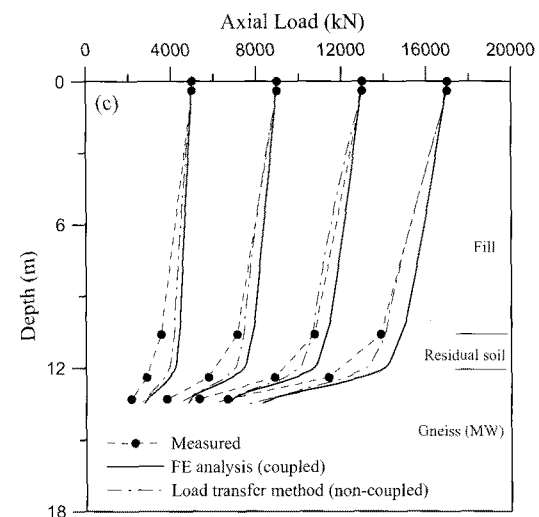 Axial Load (kN)
0 4000 8000 12000 16000 20000
0
(c)
6
Fill
Depth (m)
12
Residual soil
Gneiss (MW)
Measured
FE analysis (coupled)
Load transfer method (non-coupled)
18